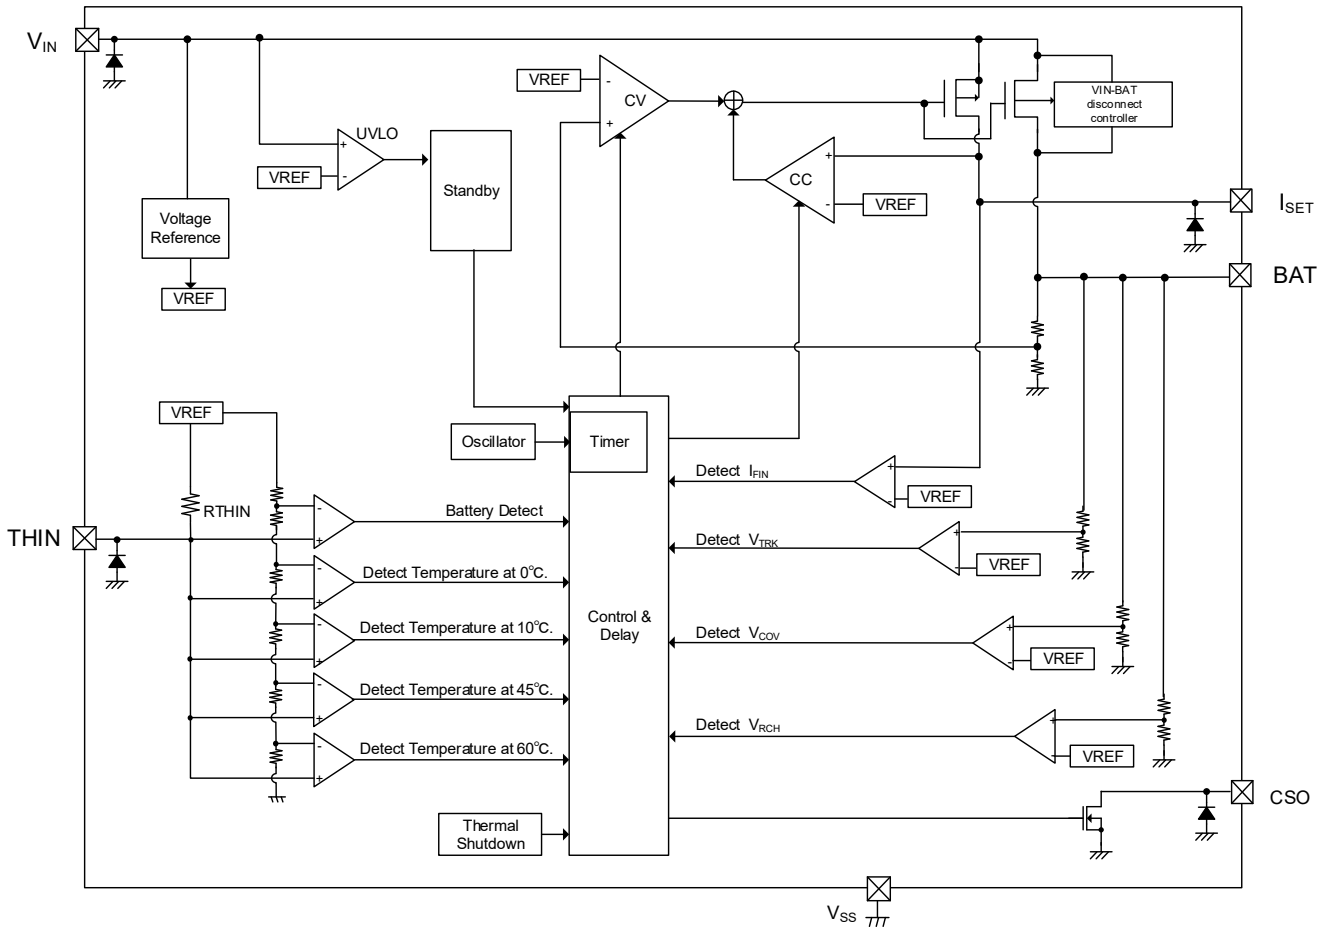 VIN
VREF
-
CV
+
VIN-BAT
disconnect
controller
UVLO
+
VREF
-
Standby
+
CC
-
VREF
ISET
Voltage
Reference
VREF
BAT
VREF
Oscillator
Timer
Detect IFIN
+
-
VREF
RTHIN
THIN
-
+
Battery Detect
Detect VTRK
+
-
VREF
-
+
Detect Temperature at 0℃.
Control &
Delay
-
+
Detect Temperature at 10℃.
Detect VCOV
+
-
VREF
-
+
Detect Temperature at 45℃.
Detect VRCH
+
-
VREF
-
+
Detect Temperature at 60℃.
CSO
Thermal
Shutdown
VSS